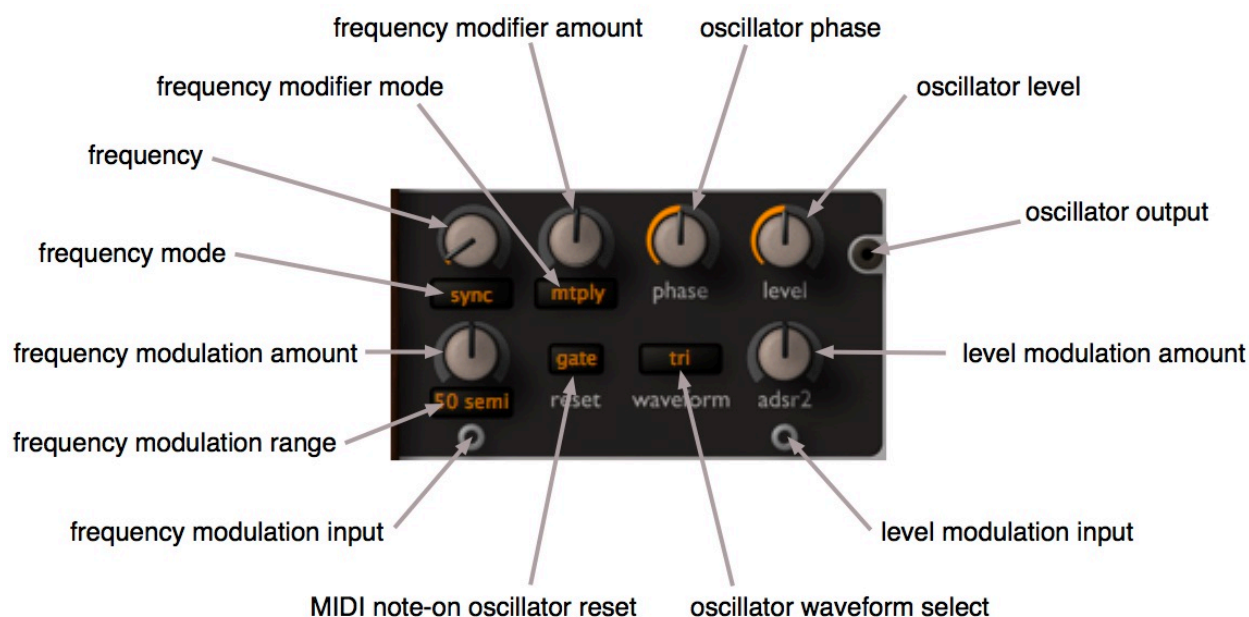 frequency modifier amount
oscillator phase
frequency modifier mode
oscillator level
frequency
oscillator output
frequency mode
sync
mtply
phase
level
frequency modulation amount
gate
tri
level modulation amount
50 semi
reset
waveform
adsr2
frequency modulation range
frequency modulation input
level modulation input
MIDI note-on oscillator reset
oscillator waveform select